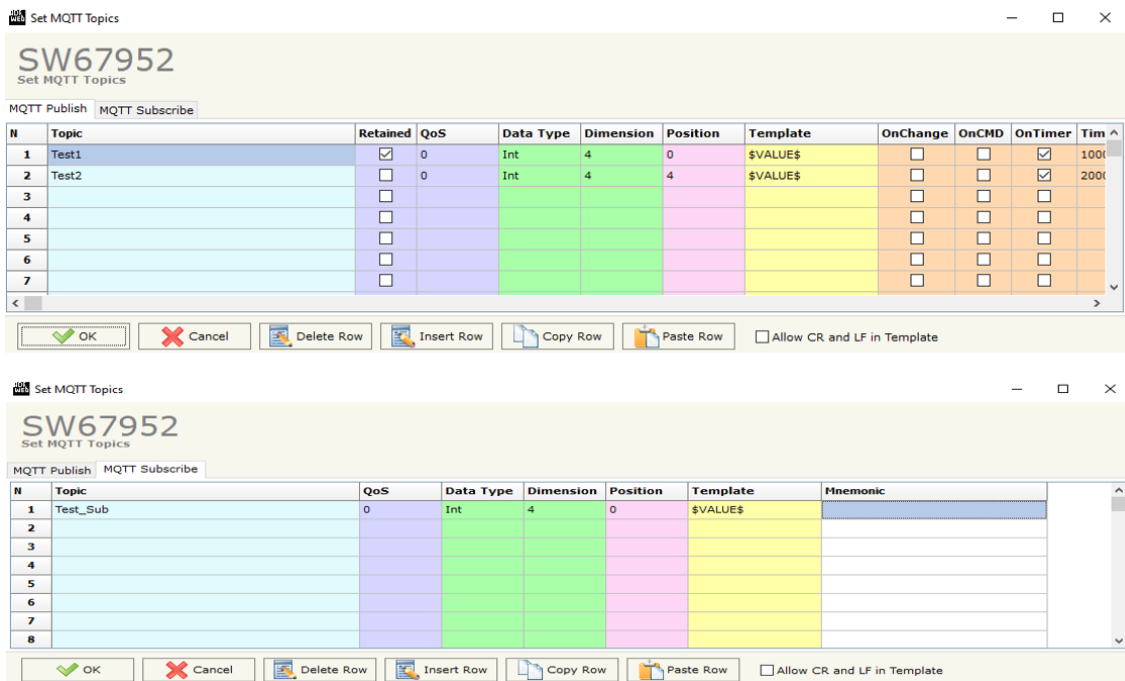 Set MQTT Topics
SW67952
Set MQTT Topics
MQTT Publish MQTT Subscribe
N Topic Retained QoS Data Type Dimension Position Template OnChange OnCMD OnTimer Tim
1 Test1 0 Int 4 0 $VALUE$ 1000
2 Test2 0 Int 4 4 $VALUE$ 2000
3
4
5
6
7
OK Cancel Delete Row Insert Row Copy Row Paste Row Allow CR and LF in Template
Set MQTT Topics
SW67952
Set MQTT Topics
MQTT Publish MQTT Subscribe
N Topic QoS Data Type Dimension Position Template Mnemonic
1 Test_Sub 0 Int 4 0 $VALUE$
2
3
4
5
6
7
8
OK Cancel Delete Row Insert Row Copy Row Paste Row Allow CR and LF in Template